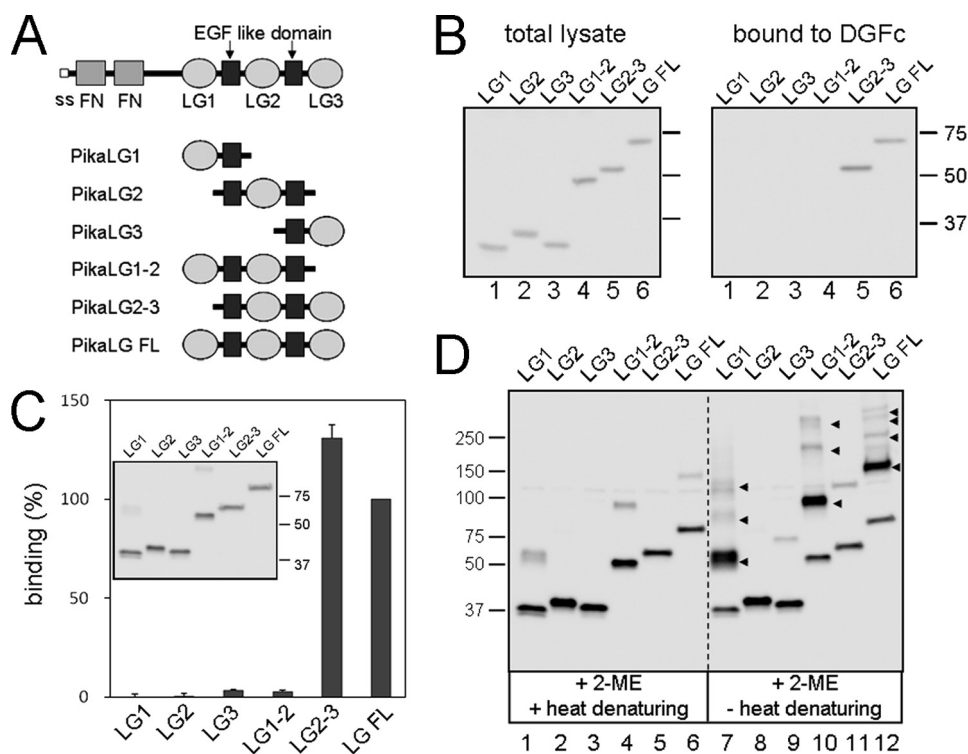 A
EGF like domain
ss FN FN LG1 LG2 LG3
PikaLG1
PikaLG2
PikaLG3
PikaLG1-2
PikaLG2-3
PikaLG FL
B
total lysate
bound to DGFc
LG1 LG2 LG3 LG1-2 LG2-3 LG FL
LG1 LG2 LG3 LG1-2 LG2-3 LG FL
75
50
37
1 2 3 4 5 6
1 2 3 4 5 6
C
binding (%)
150
100
50
0
LG1 LG2 LG3 LG1-2 LG2-3 LG FL
75
50
37
LG1 LG2 LG3 LG1-2 LG2-3 LG FL
D
LG1 LG2 LG3 LG1-2 LG2-3 LG FL
LG1 LG2 LG3 LG1-2 LG2-3 LG FL
250
150
100
75
50
37
+ 2-ME
+ heat denaturing
+ 2-ME
- heat denaturing
1 2 3 4 5 6 7 8 9 10 11 12